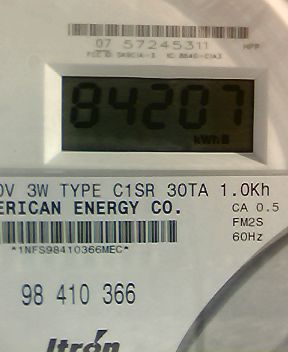 07 57245311
84207
kWh
0V 3W TYPE C1SR 30TA 1.0Kh
ERICAN ENERGY CO.
CA 0.5
FM2S
60Hz
*1NFS98410366MEC*
98 410 366
Itrón